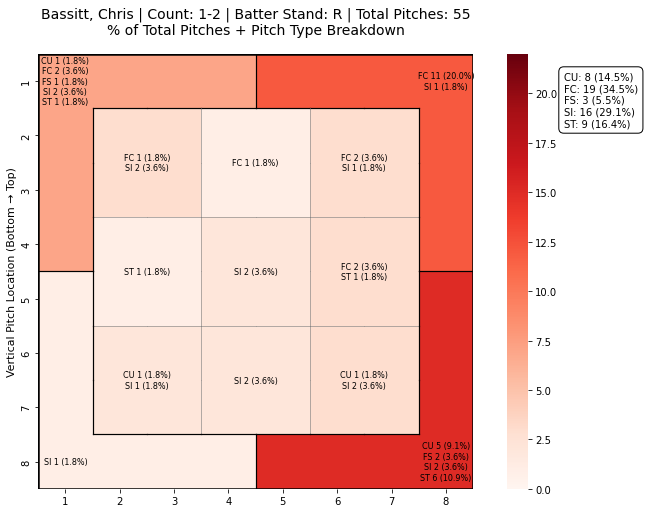 Bassitt, Chris | Count: 1-2 | Batter Stand: R | Total Pitches: 55
% of Total Pitches + Pitch Type Breakdown
CU 1 (1.8%)
FC 2 (3.6%)
FS 1 (1.8%)
SI 2 (3.6%)
ST 1 (1.8%)
FC 11 (20.0%)
SI 1 (1.8%)
FC 1 (1.8%)
SI 2 (3.6%)
FC 1 (1.8%)
FC 2 (3.6%)
SI 1 (1.8%)
ST 1 (1.8%)
SI 2 (3.6%)
FC 2 (3.6%)
ST 1 (1.8%)
CU 1 (1.8%)
SI 1 (1.8%)
SI 2 (3.6%)
CU 1 (1.8%)
SI 2 (3.6%)
SI 1 (1.8%)
CU 5 (9.1%)
FS 2 (3.6%)
SI 2 (3.6%)
ST 6 (10.9%)
Vertical Pitch Location (Bottom → Top)
1
2
3
4
5
6
7
8
1 2 3 4 5 6 7 8
20.0
17.5
15.0
12.5
10.0
7.5
5.0
2.5
0.0
CU: 8 (14.5%)
FC: 19 (34.5%)
FS: 3 (5.5%)
SI: 16 (29.1%)
ST: 9 (16.4%)